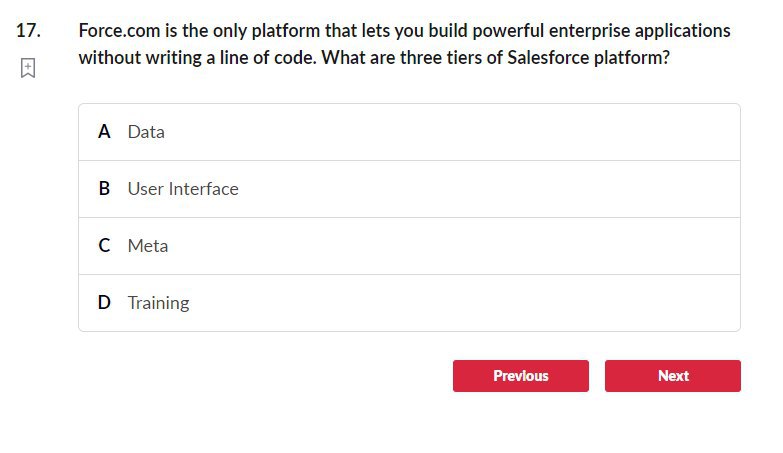 17.
Force.com is the only platform that lets you build powerful enterprise applications
without writing a line of code. What are three tiers of Salesforce platform?
A Data
B User Interface
C Meta
D Training
Previous Next